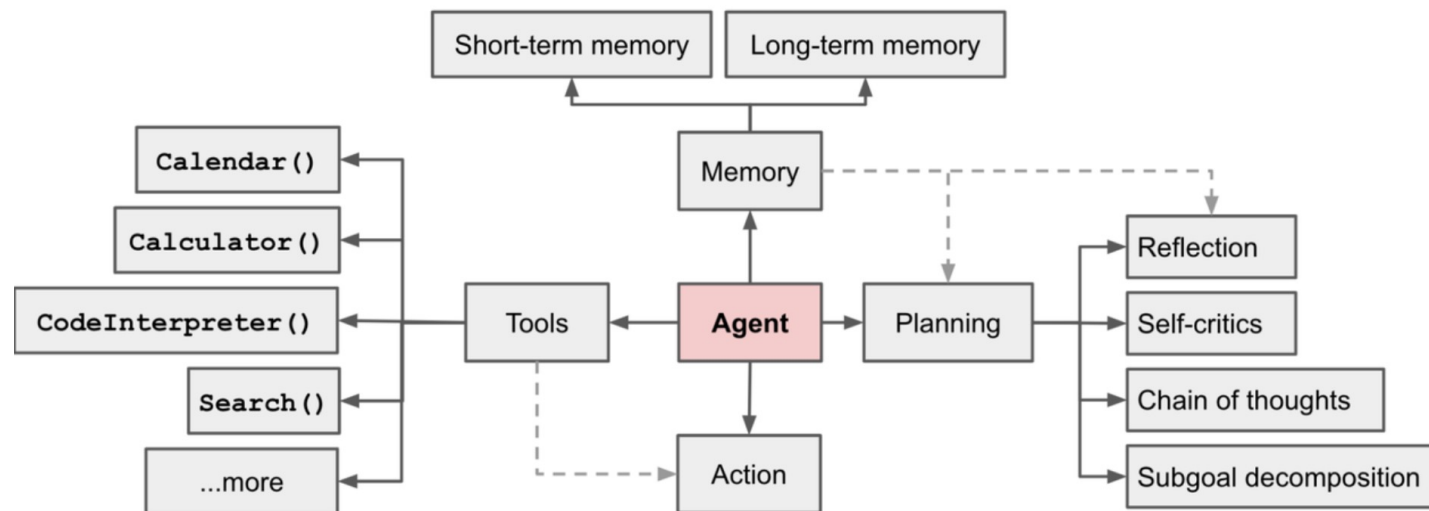 Short-term memory
Long-term memory
Memory
Calendar()
Calculator()
CodeInterpreter()
Search()
...more
Tools
Agent
Planning
Action
Reflection
Self-critics
Chain of thoughts
Subgoal decomposition